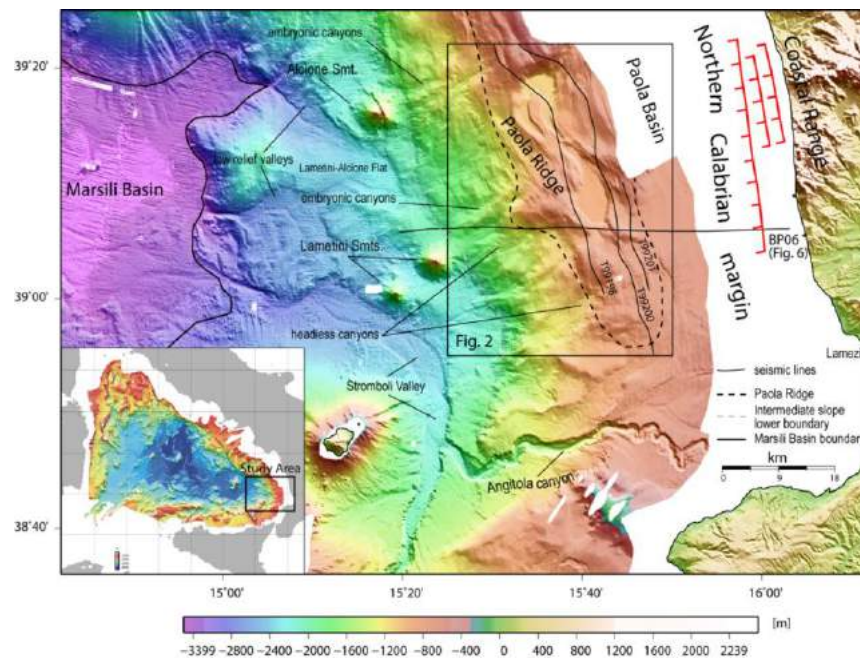 39°20'
39°00'
38°40'
embryonic canyons
Alcione Smt.
low relief valleys
Marsili Basin
Lametini-Alcione Flat
embryonic canyons
Lametini Smts.
headless canyons
Stromboli Valley
Angitola canyon
Paola Ridge
Paola Basin
Northern Calabrian margin
Coastal Range
T99198
T99200
T99201
BP06
(Fig. 6)
Fig. 2
Lamezi
seismic lines
Paola Ridge
Intermediate slope
lower boundary
Marsili Basin boundar
km
0 9 18
Study Area
15°00'
15°20'
15°40'
16°00'
[m]
−3399 −2800 −2400 −2000 −1600 −1200 −800 −400 0 400 800 1200 1600 2000 2239